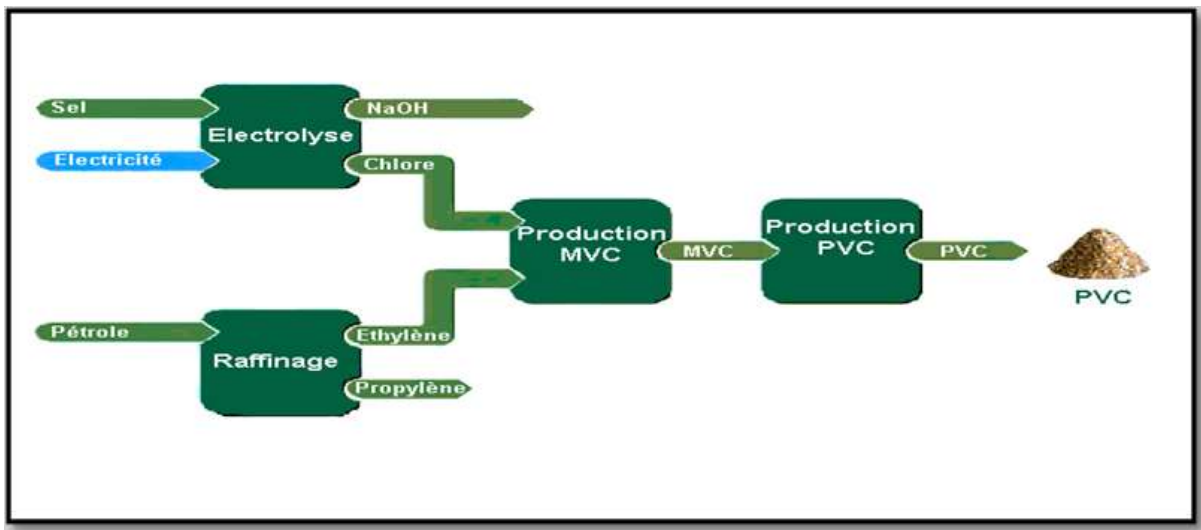 Sel
Electricité
Electrolyse
NaOH
Chlore
Pétrole
Raffinage
Ethylène
Propylène
Production
MVC
MVC
Production
PVC
PVC
PVC